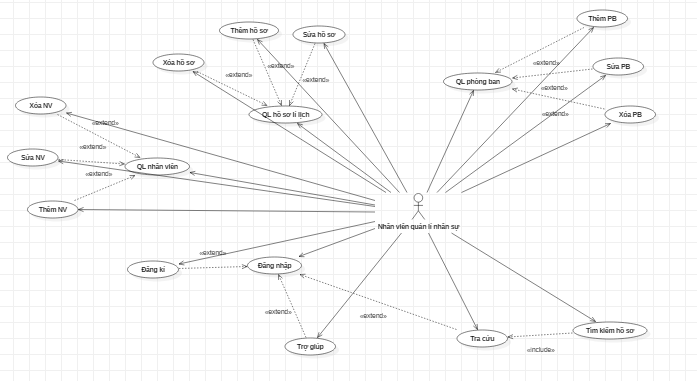 Thêm PB
Thêm hồ sơ
Sửa hồ sơ
Xóa hồ sơ
«extend»
«extend»
«extend»
«extend»
Sửa PB
QL phòng ban
«extend»
«extend»
Xóa NV
QL hồ sơ lí lịch
Xóa PB
«extend»
«extend»
Sửa NV
QL nhân viên
«extend»
Thêm NV
Nhân viên quản lí nhân sự
«extend»
Đăng kí
Đăng nhập
«extend»
«extend»
Tra cứu
Tìm kiếm hồ sơ
Trợ giúp
«include»